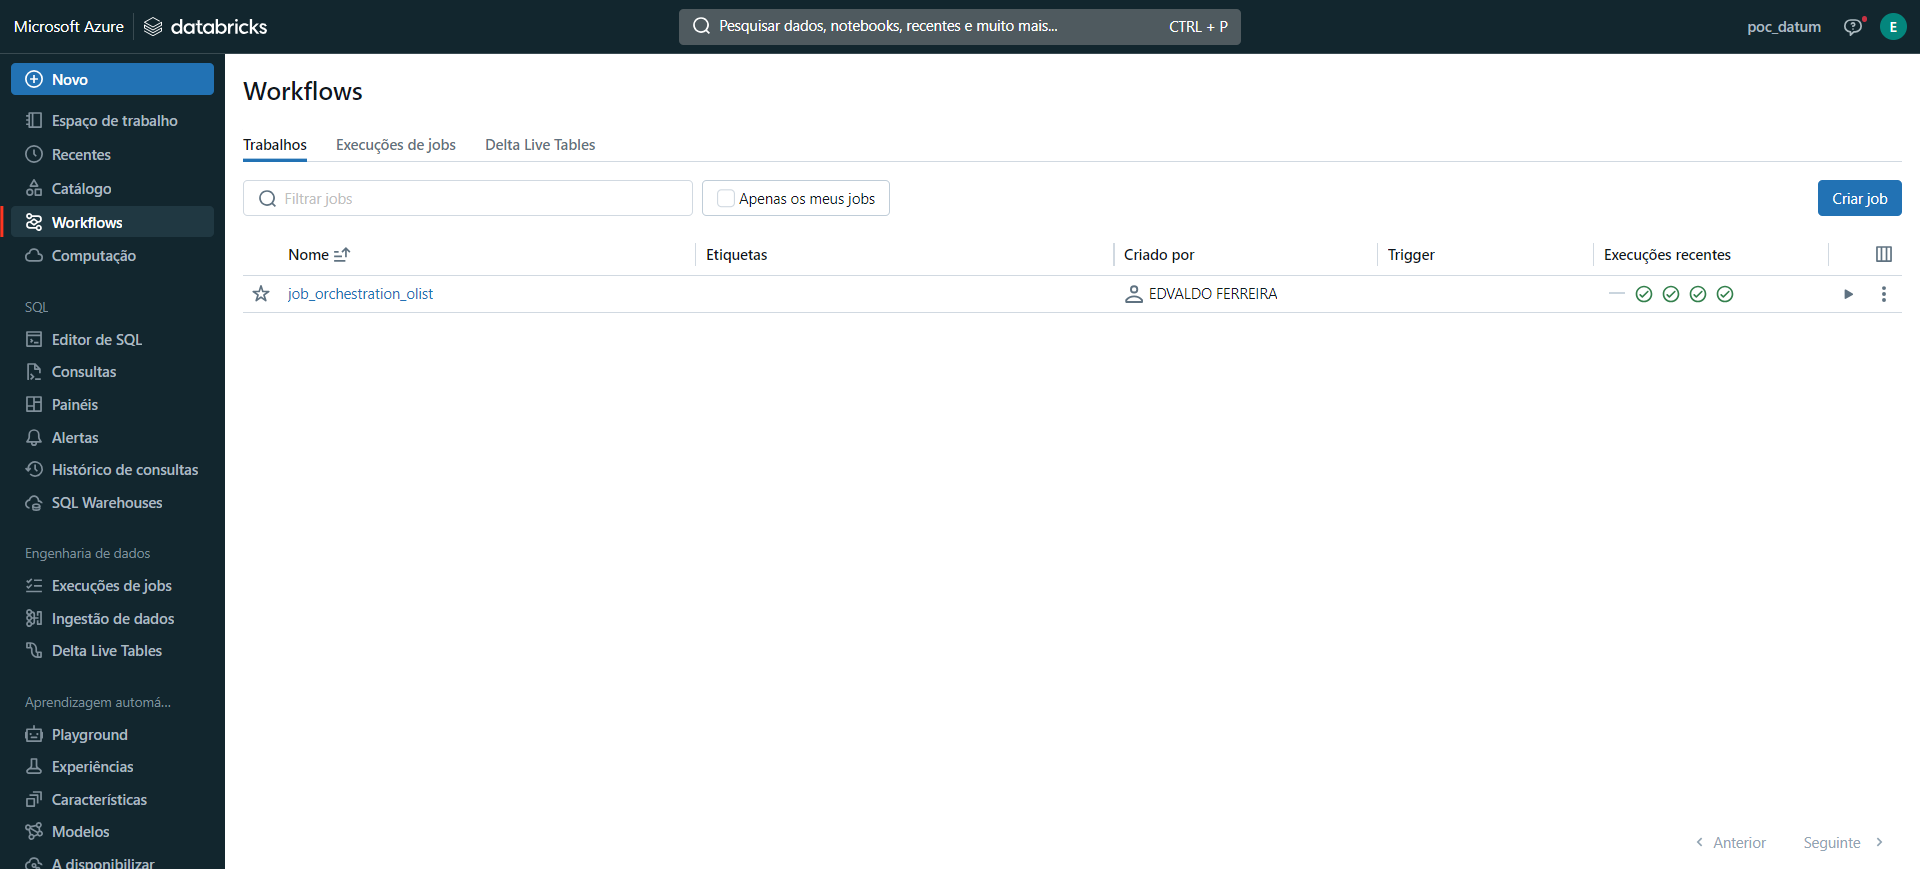 Microsoft Azure databricks
Pesquisar dados, notebooks, recentes e muito mais... CTRL + P
poc_datum E
Novo
Espaço de trabalho
Recentes
Catálogo
Workflows
Computação
SQL
Editor de SQL
Consultas
Painéis
Alertas
Histórico de consultas
SQL Warehouses
Engenharia de dados
Execuções de jobs
Ingestão de dados
Delta Live Tables
Aprendizagem automá...
Playground
Experiências
Características
Modelos
A disponibilizar
Workflows
Trabalhos Execuções de jobs Delta Live Tables
Filtrar jobs Apenas os meus jobs Criar job
Nome Etiquetas Criado por Trigger Execuções recentes
job_orchestration_olist EDVALDO FERREIRA
Anterior Seguinte